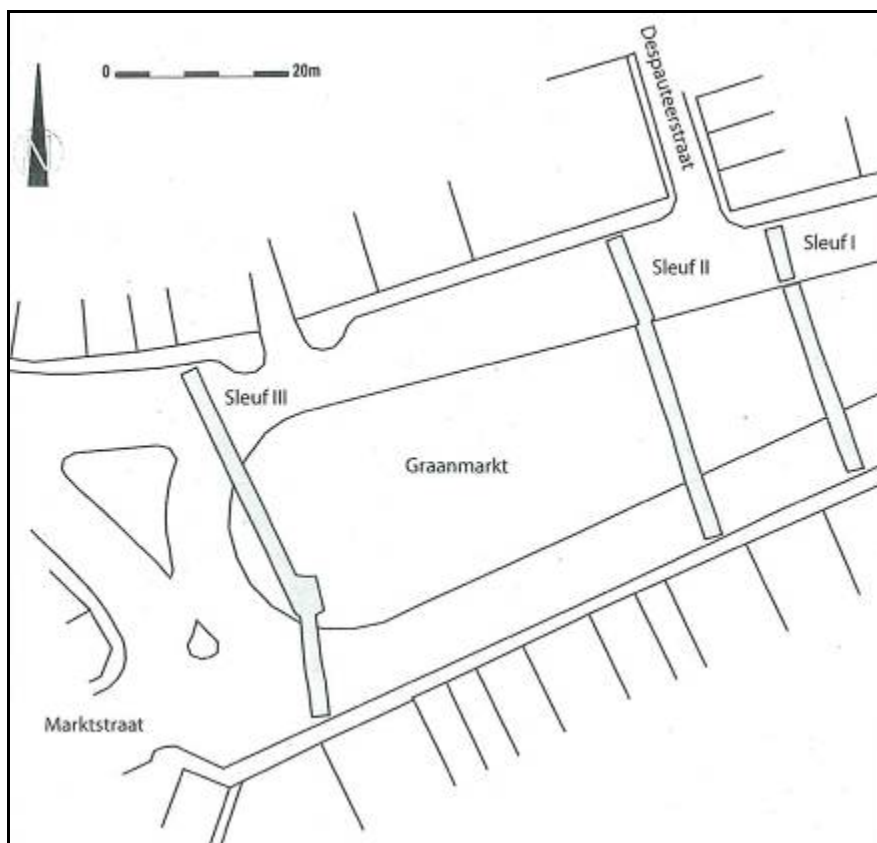 0 20m
N
Despauteerstraat
Sleuf I
Sleuf II
Sleuf III
Graanmarkt
Marktstraat